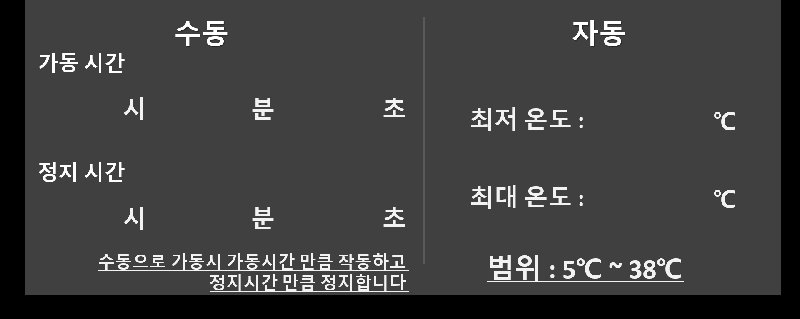 수동
가동 시간
시 분 초
정지 시간
시 분 초
수동으로 가동시 가동시간 만큼 작동하고
정지시간 만큼 정지합니다
자동
최저 온도 : ℃
최대 온도 : ℃
범위 : 5℃ ~ 38℃